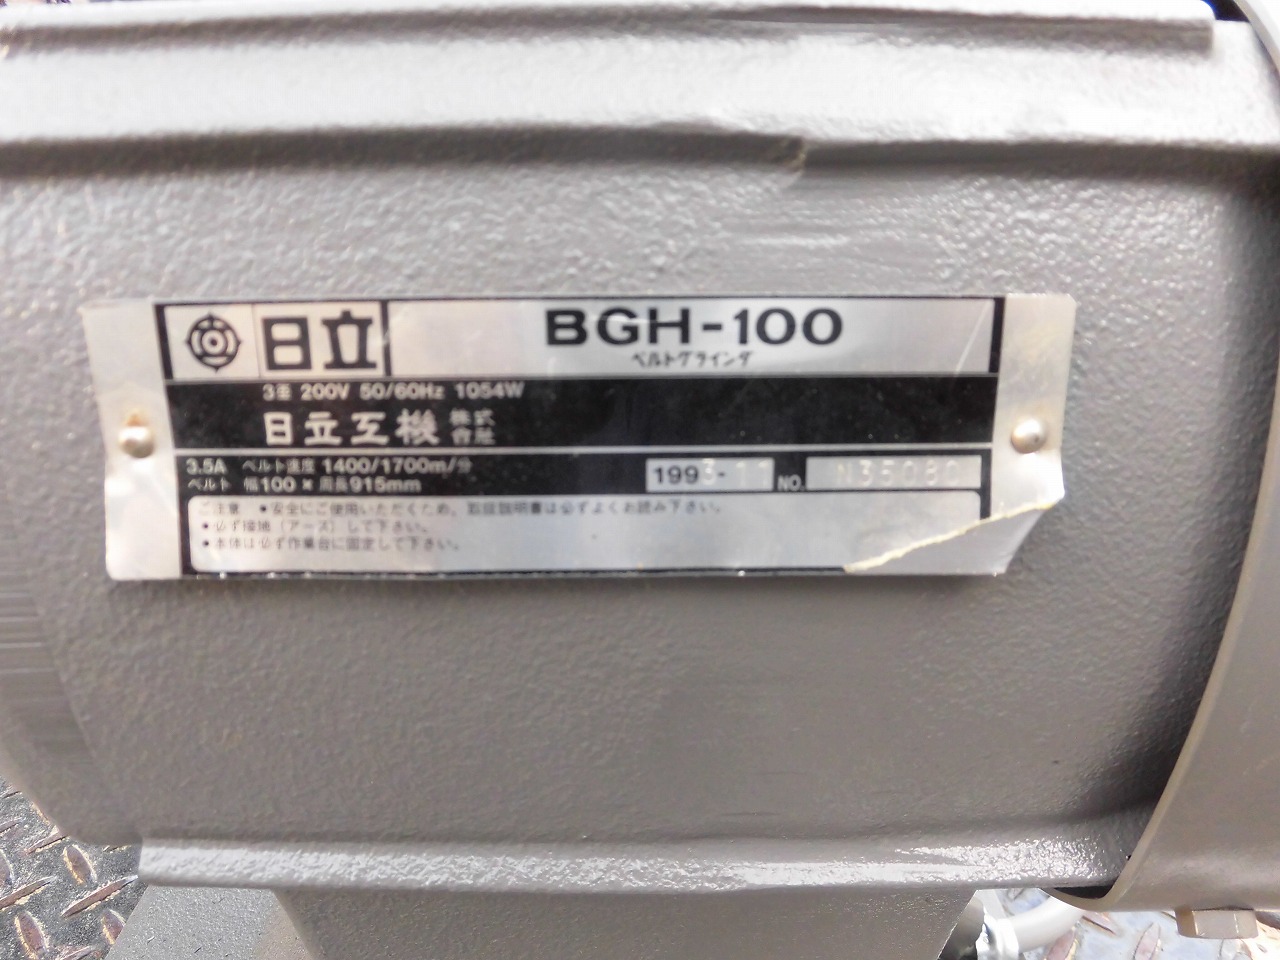 日立
BGH-100
ベルトグラインダ
200V 50/60Hz 1054W
日立工機 株式会社
3.5A ベルト速度 1400/1700m/分
ベルト 幅100×周長915mm
1993-11 NO.
ご注意 •安全にご使用いただくため、取扱説明書は必ずよくお読み下さい。
•必ず接地(アース)して下さい。
•本体は必ず作業台に固定して下さい。